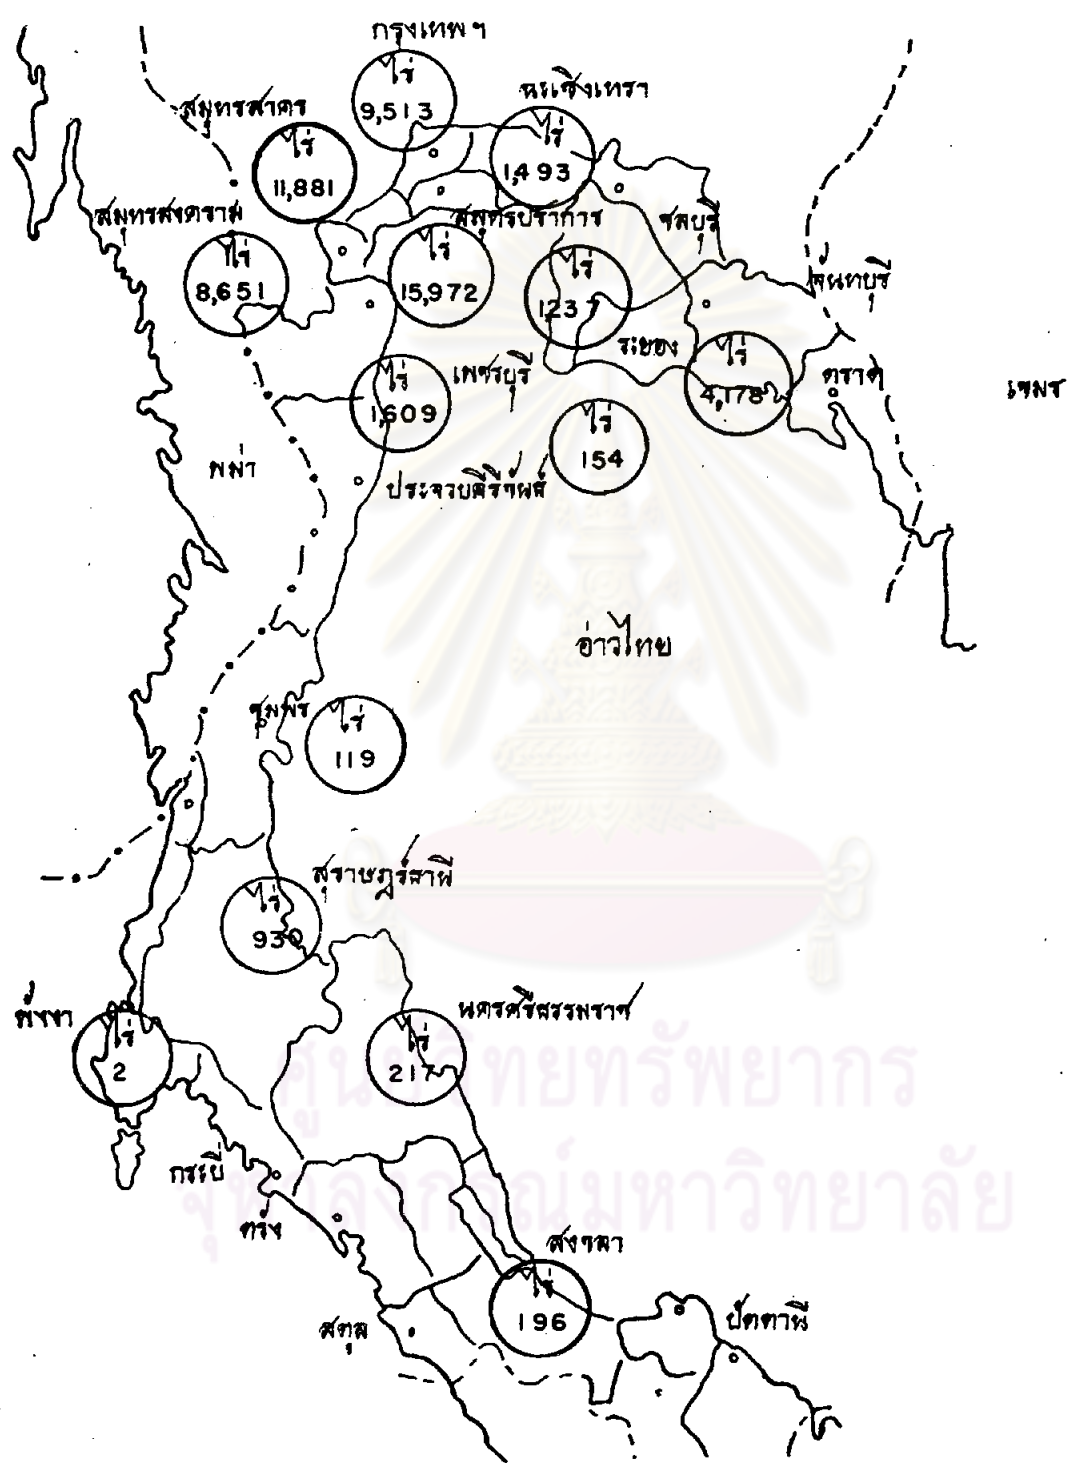 กรุงเทพฯ
ไร่
9,513
ฉะเชิงเทรา
ไร่
1,493
สมุทรสาคร
ไร่
11,881
สมุทรสงคราม
ไร่
8,651
สมุทรปราการ
ไร่
15,972
ชลบุรี
ไร่
1237
จันทบุรี
ระยอง
ไร่
4,178
ตราด
เขมร
เพชรบุรี
ไร่
1,609
ไร่
154
พม่า
ประจวบคีรีขันธ์
อ่าวไทย
ชุมพร
ไร่
119
สุราษฎร์ธานี
ไร่
930
พังงา
ไร่
2
นครศรีธรรมราช
ไร่
217
ศูนย์วิทยทรัพยากร
จุฬาลงกรณ์มหาวิทยาลัย
กระบี่
ตรัง
สงขลา
ไร่
196
สตูล
ปัตตานี